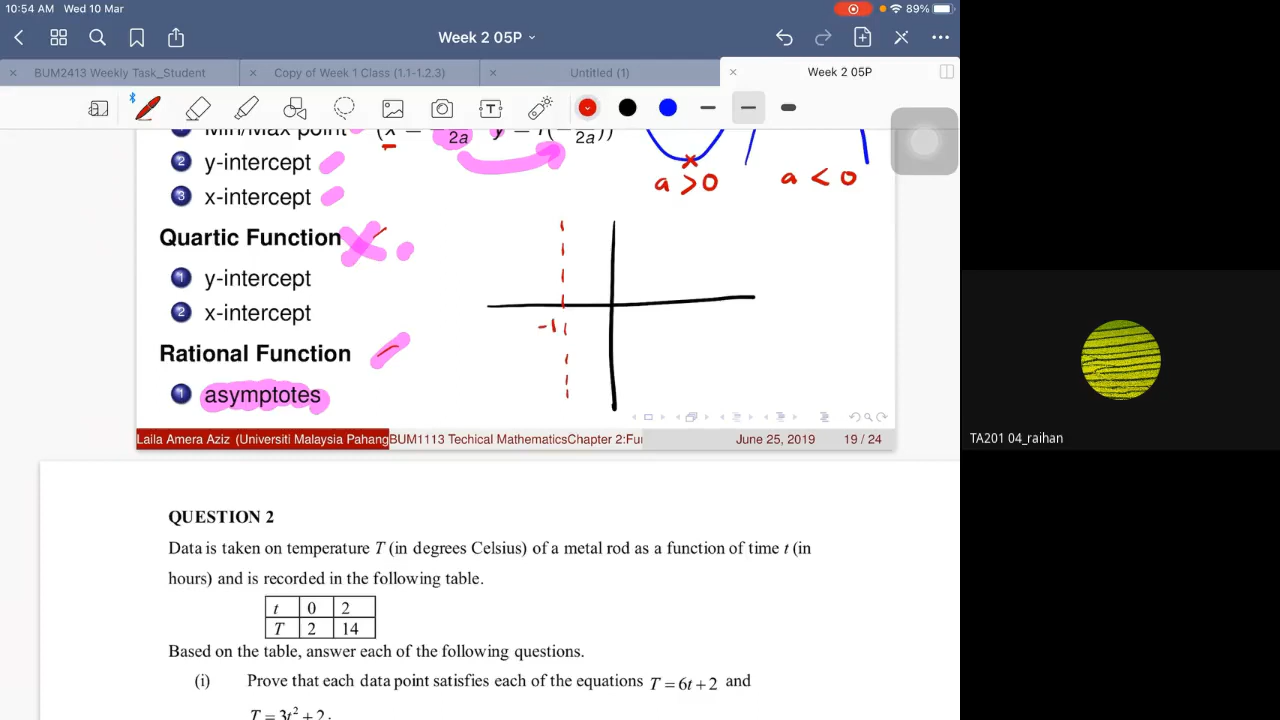 10:54 AM Wed 10 Mar
89%
Week 2 05P
BUM2413 Weekly Task_Student
Copy of Week 1 Class (1.1-1.2.3)
Untitled (1)
Week 2 05P
Min/Max point (x = 2a y = f(− 2a))
2 y-intercept
3 x-intercept
a > 0 a < 0
Quartic Function
1 y-intercept
2 x-intercept
-1
Rational Function
1 asymptotes
Laila Amera Aziz (Universiti Malaysia Pahang BUM1113 Techical MathematicsChapter 2:Fu June 25, 2019 19 / 24
TA201 04_raihan
QUESTION 2
Data is taken on temperature T (in degrees Celsius) of a metal rod as a function of time t (in
hours) and is recorded in the following table.
t 0 2
T 2 14
Based on the table, answer each of the following questions.
(i) Prove that each data point satisfies each of the equations T = 6t + 2 and
T = 3t² + 2.